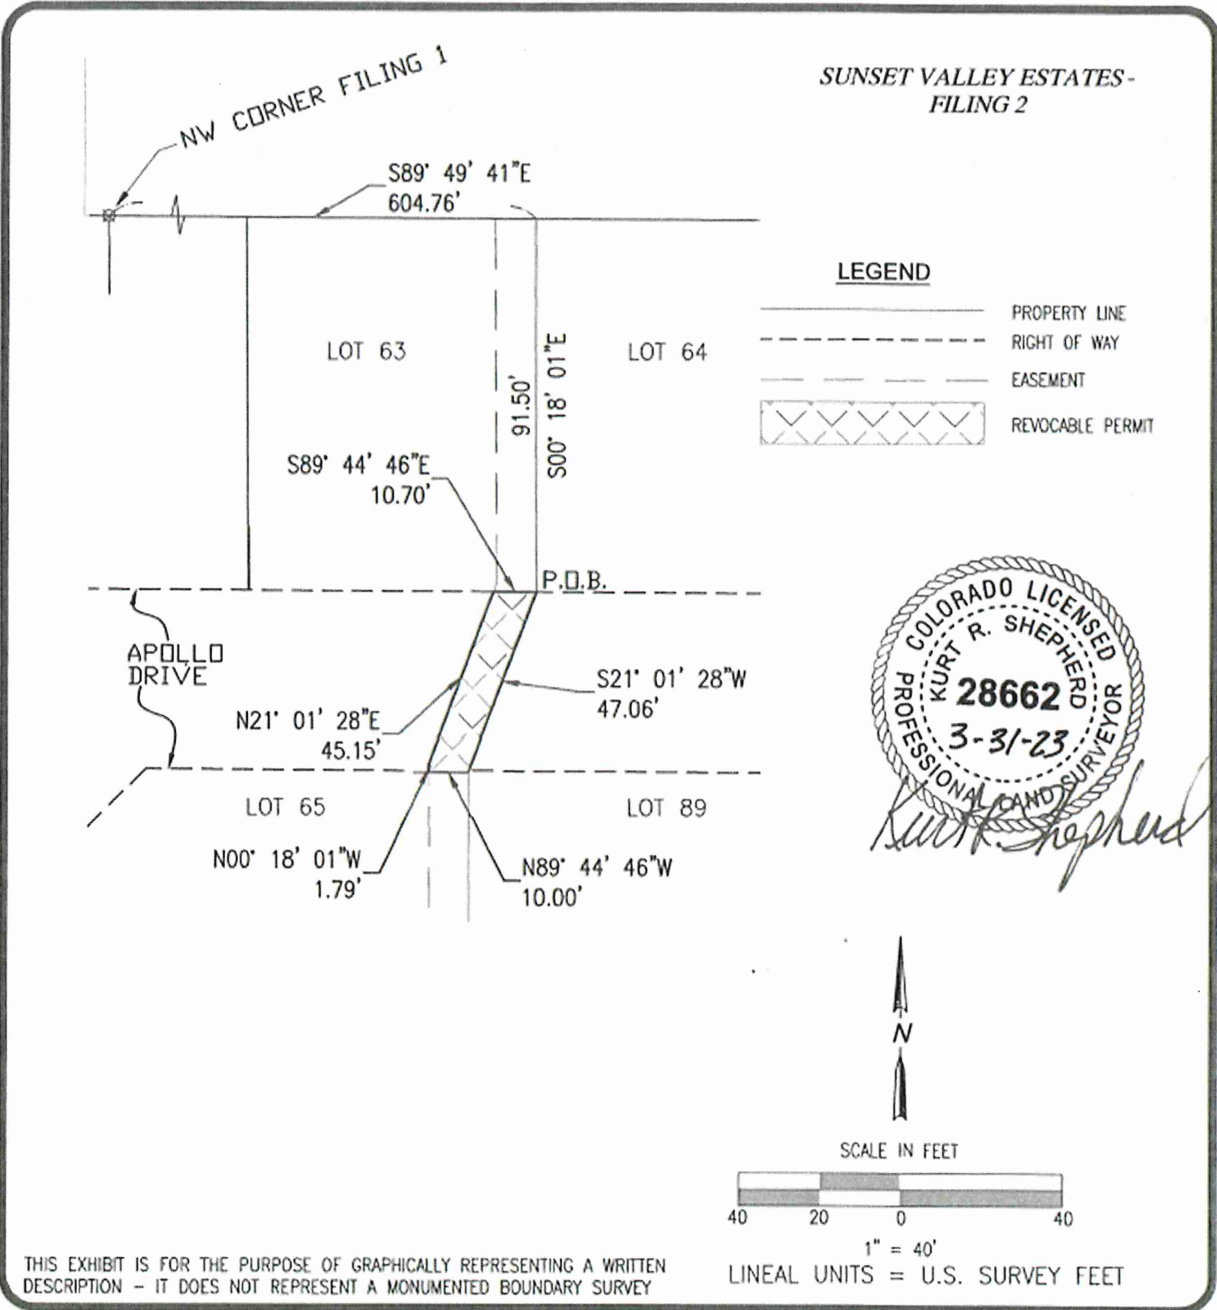 SUNSET VALLEY ESTATES -
FILING 2
NW CORNER FILING 1
S89° 49' 41"E
604.76'
LEGEND
PROPERTY LINE
RIGHT OF WAY
EASEMENT
REVOCABLE PERMIT
LOT 63
LOT 64
91.50'
S00° 18' 01"E
S89° 44' 46"E
10.70'
P.O.B.
APOLLO
DRIVE
S21° 01' 28"W
47.06'
N21° 01' 28"E
45.15'
LOT 65
LOT 89
N00° 18' 01"W
1.79'
N89° 44' 46"W
10.00'
COLORADO LICENSED
KURT R. SHEPHERD
28662
3-31-23
PROFESSIONAL LAND SURVEYOR
Kurt R. Shepherd
N
SCALE IN FEET
40 20 0 40
1" = 40'
LINEAL UNITS = U.S. SURVEY FEET
THIS EXHIBIT IS FOR THE PURPOSE OF GRAPHICALLY REPRESENTING A WRITTEN
DESCRIPTION – IT DOES NOT REPRESENT A MONUMENTED BOUNDARY SURVEY